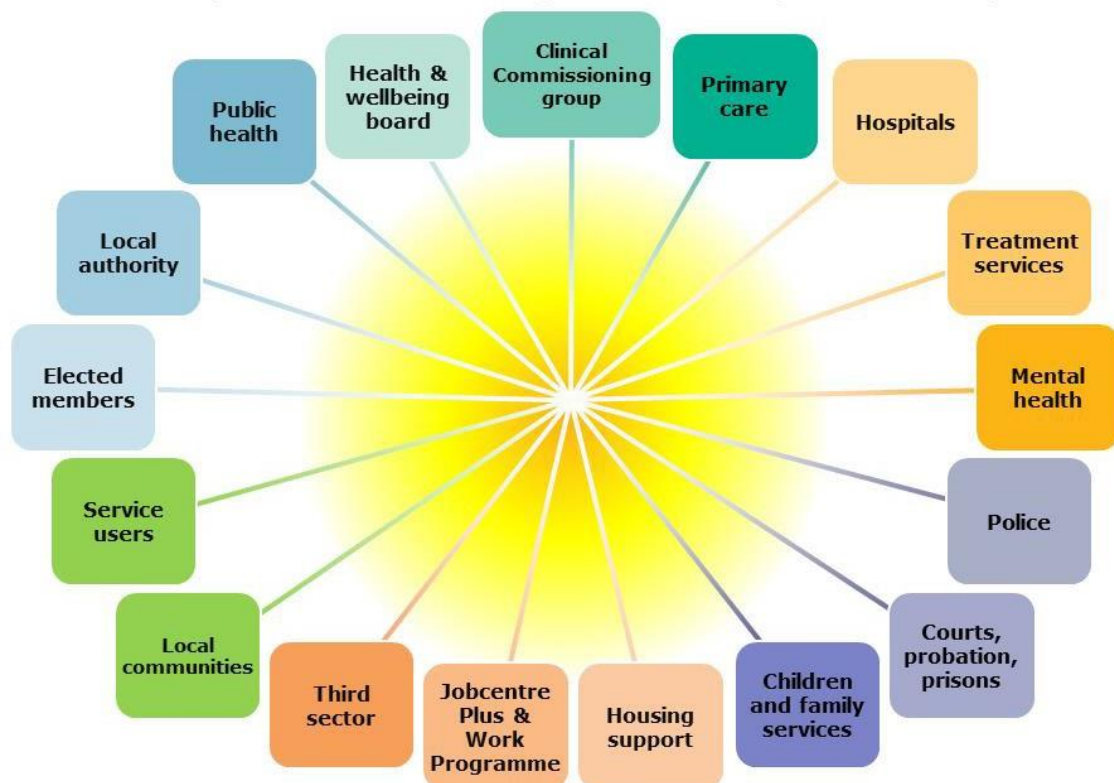 Clinical
Commissioning
group
Primary
care
Hospitals
Treatment
services
Mental
health
Police
Courts,
probation,
prisons
Children
and family
services
Housing
support
Jobcentre
Plus &
Work
Programme
Third
sector
Local
communities
Service
users
Elected
members
Local
authority
Public
health
Health &
wellbeing
board